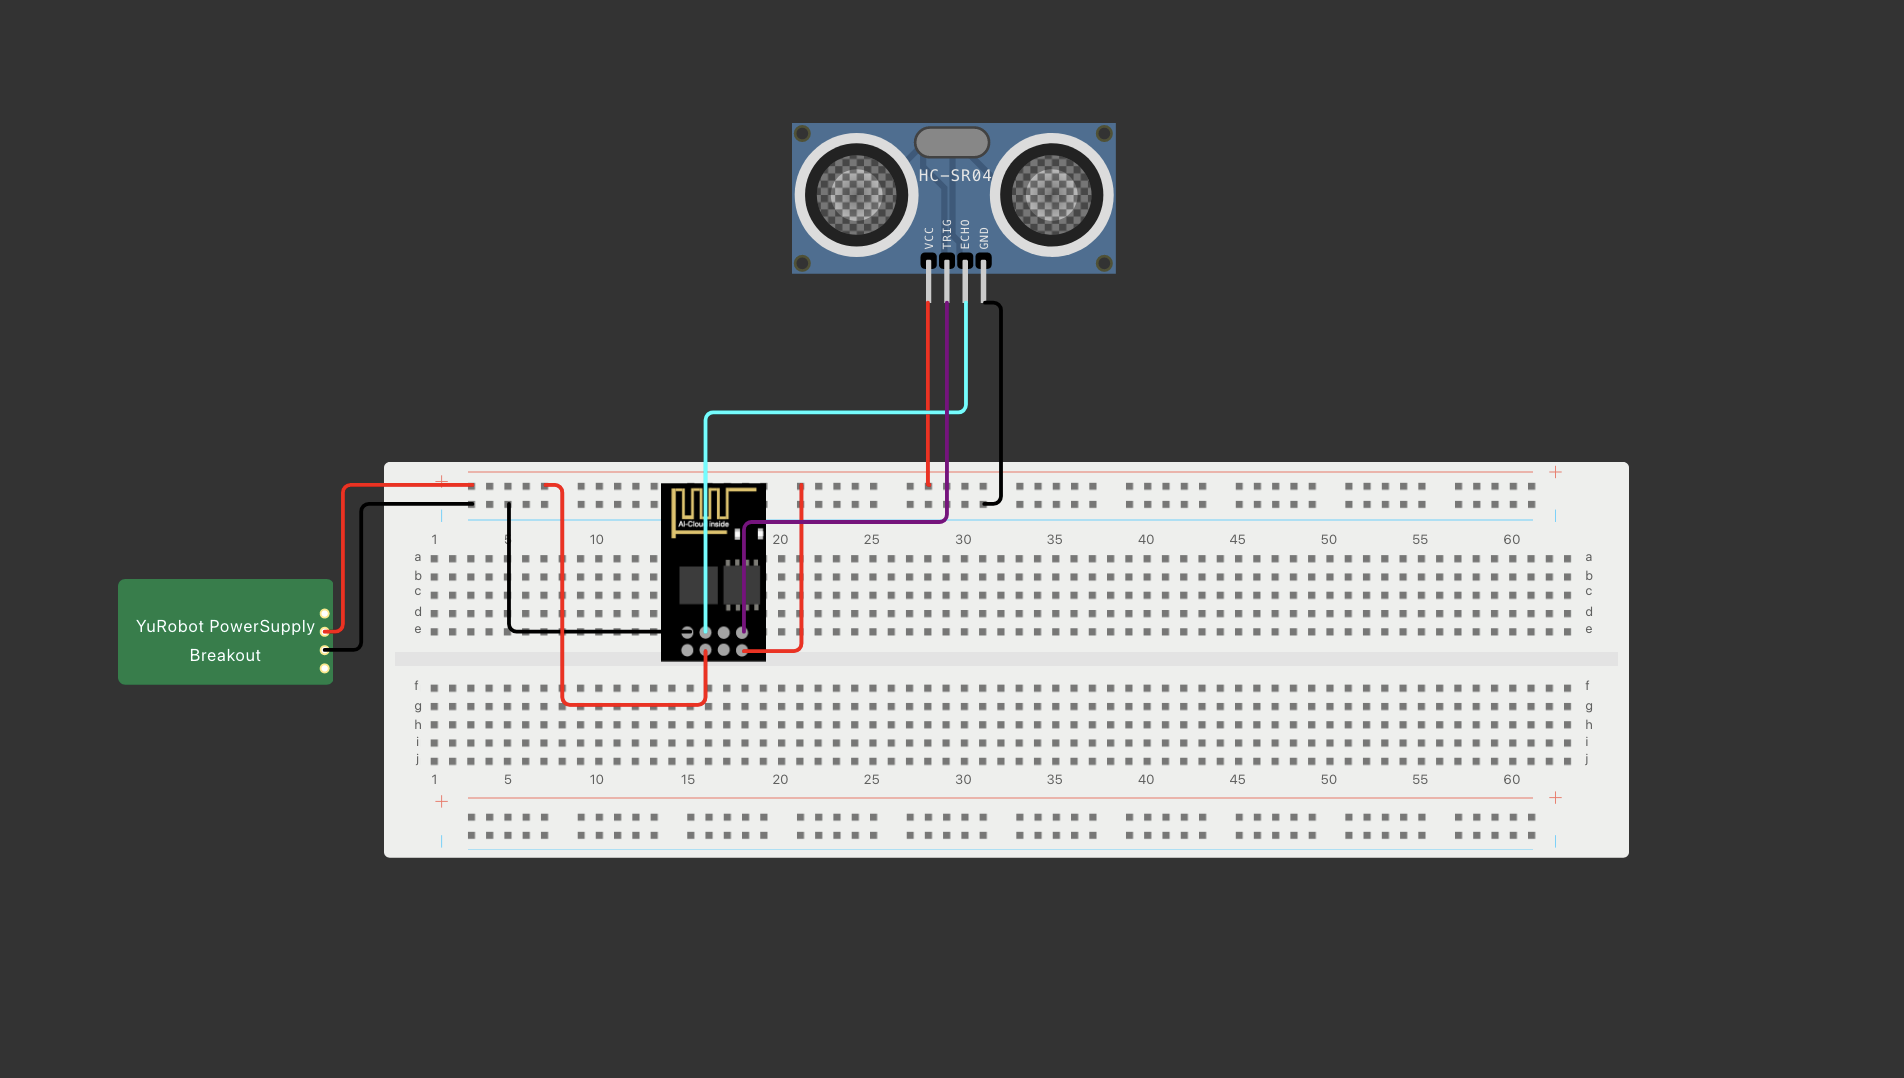 HC-SR04
VCC
TRIG
ECHO
GND
+ +
| |
Ai-Cloud inside
1 5 10 20 25 30 35 40 45 50 55 60
a a
b b
c c
d d
e e
YuRobot PowerSupply
Breakout
f f
g g
h h
i i
j j
1 5 10 15 20 25 30 35 40 45 50 55 60
+ +
| |